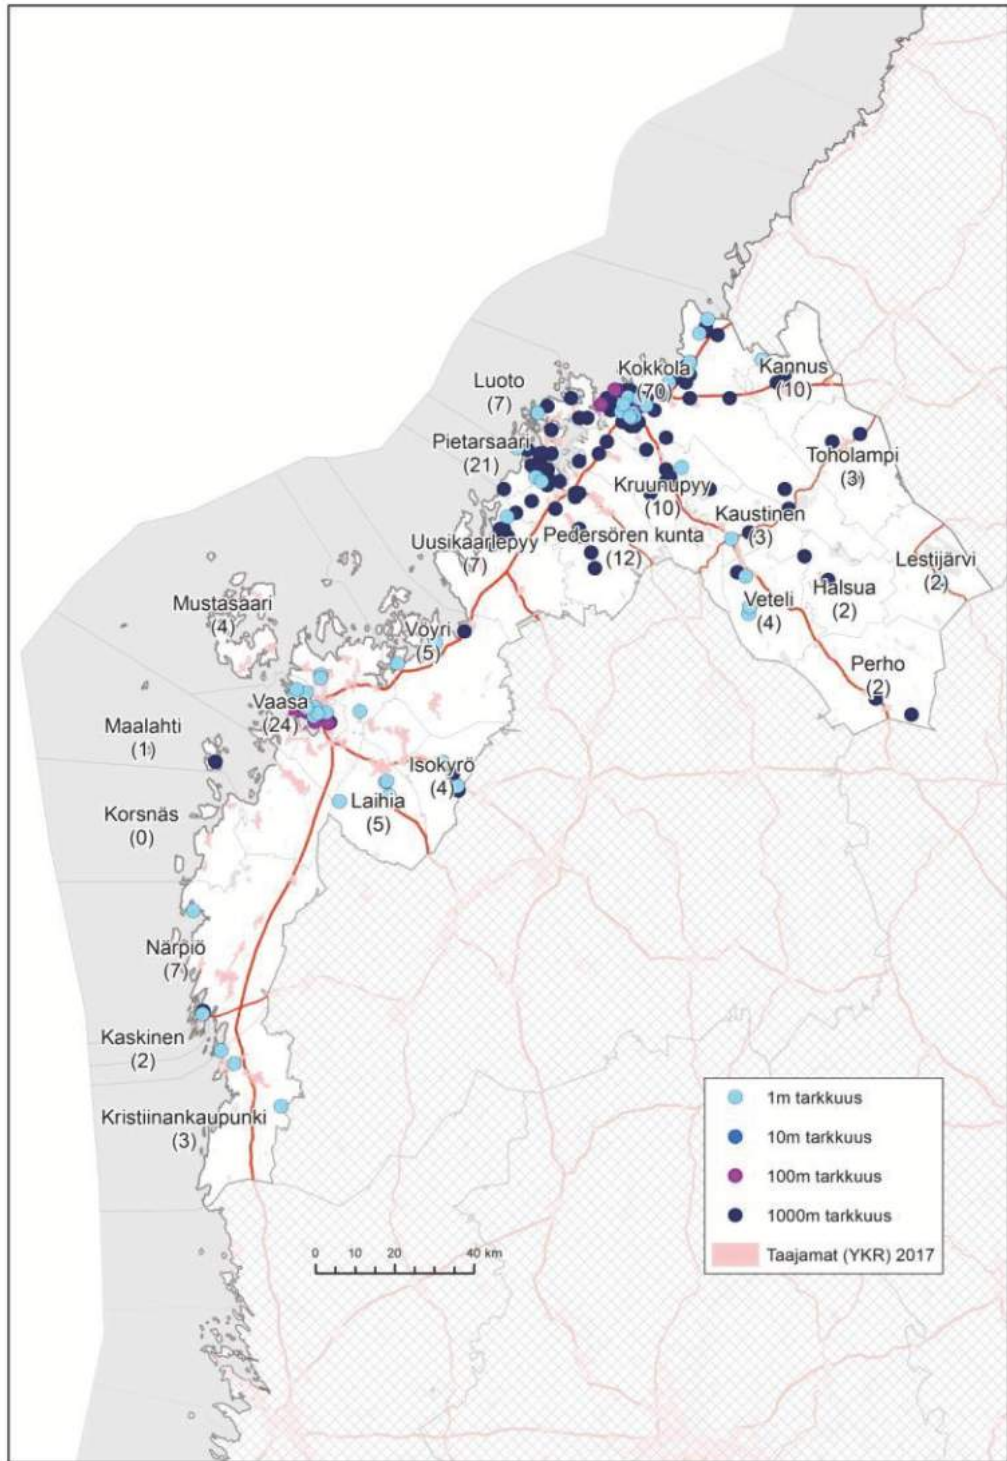 Kokkola
(70)
Kannus
(10)
Luoto
(7)
Pietarsaari
(21)
Toholampi
(3)
Kruunupyy
(10)
Kaustinen
(3)
Pedersören kunta
(12)
Uusikaarlepyy
(7)
Lestijärvi
(2)
Halsua
(2)
Veteli
(4)
Mustasaari
(4)
Vöyri
(5)
Perho
(2)
Vaasa
(24)
Maalahti
(1)
Isokyrö
(4)
Laihia
(5)
Korsnäs
(0)
Närpiö
(7)
Kaskinen
(2)
Kristiinankaupunki
(3)
1m tarkkuus
10m tarkkuus
100m tarkkuus
1000m tarkkuus
Taajamat (YKR) 2017
0 10 20 40 km